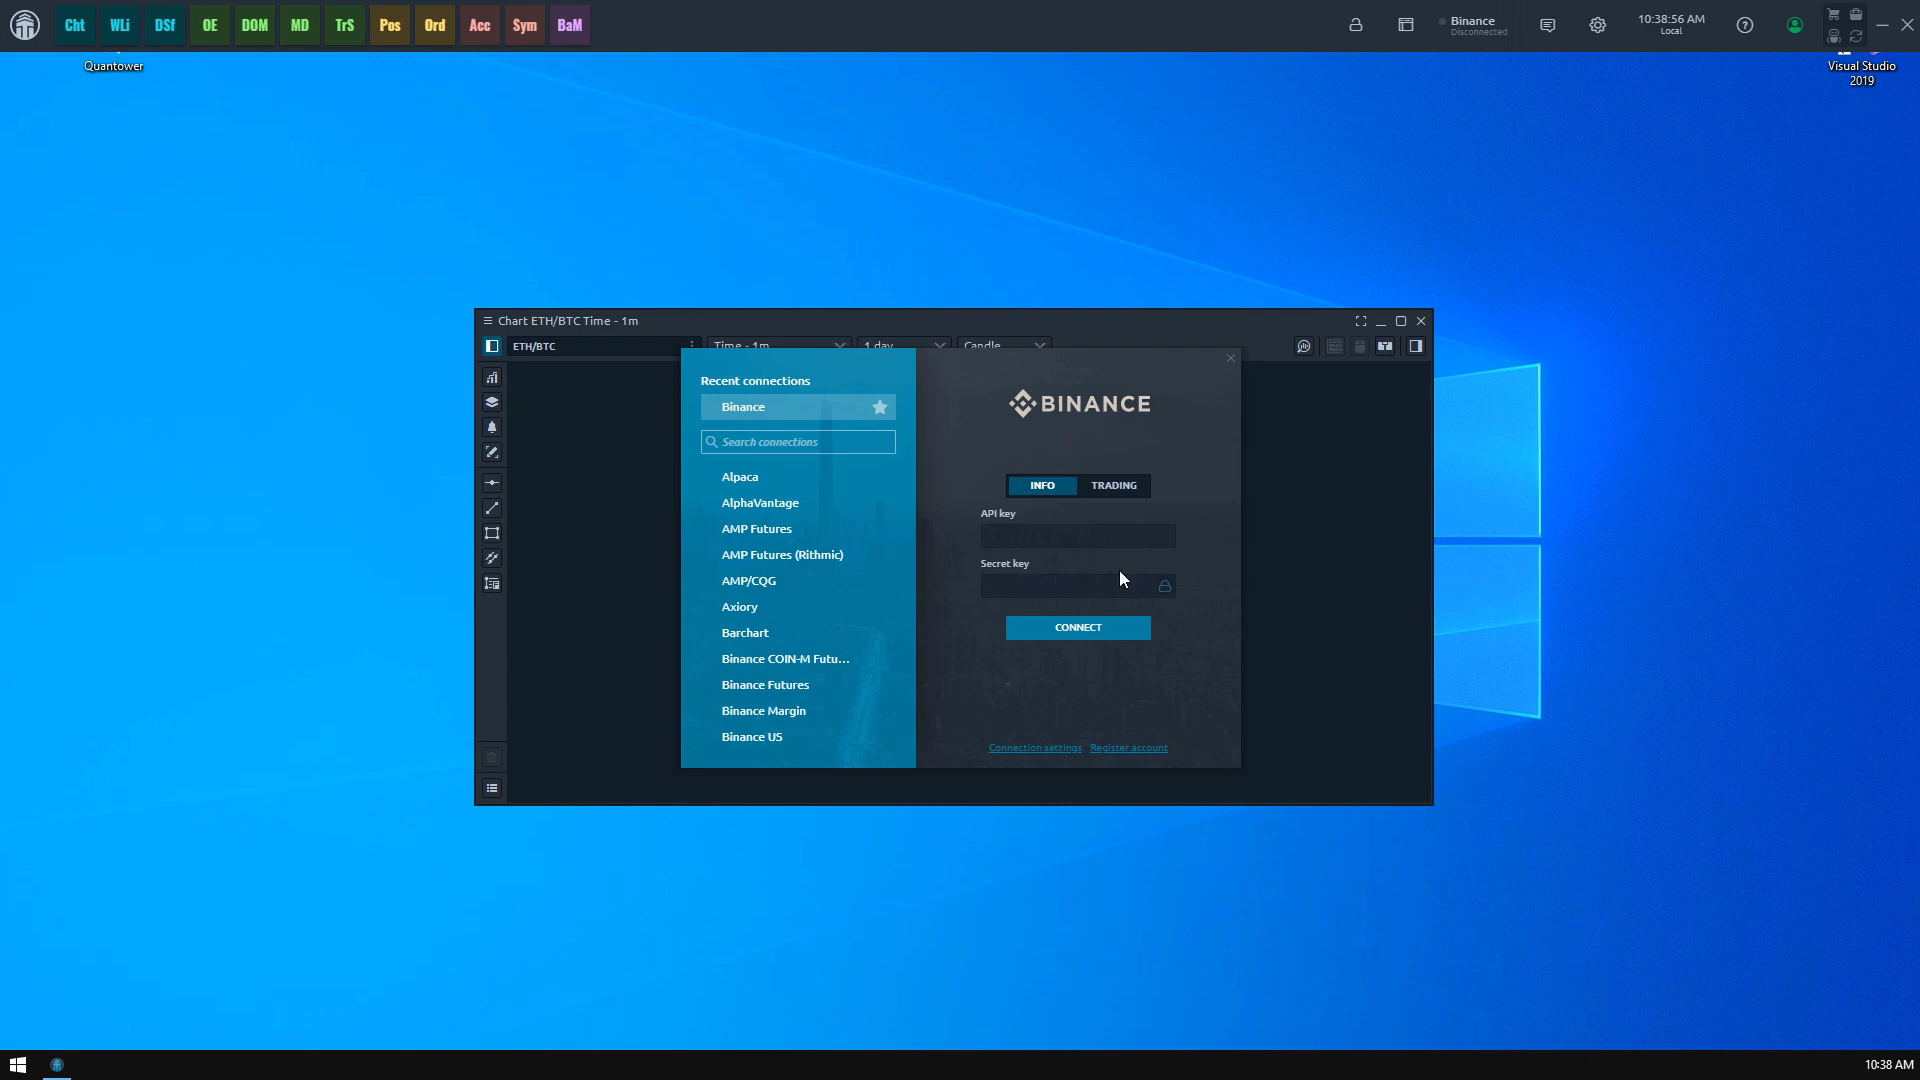 Cht WLi DSf OE DOM MD TrS Pos Ord Acc Sym BaM
Binance
Disconnected
10:38:56 AM
Local
Quantower
Visual Studio
2019
Chart ETH/BTC Time - 1m
ETH/BTC
Time - 1m
1 day
Candle
Recent connections
Binance
Search connections
Alpaca
AlphaVantage
AMP Futures
AMP Futures (Rithmic)
AMP/CQG
Axiory
Barchart
Binance COIN-M Futu...
Binance Futures
Binance Margin
Binance US
BINANCE
INFO TRADING
API key
Secret key
CONNECT
Connection settings Register account
10:38 AM